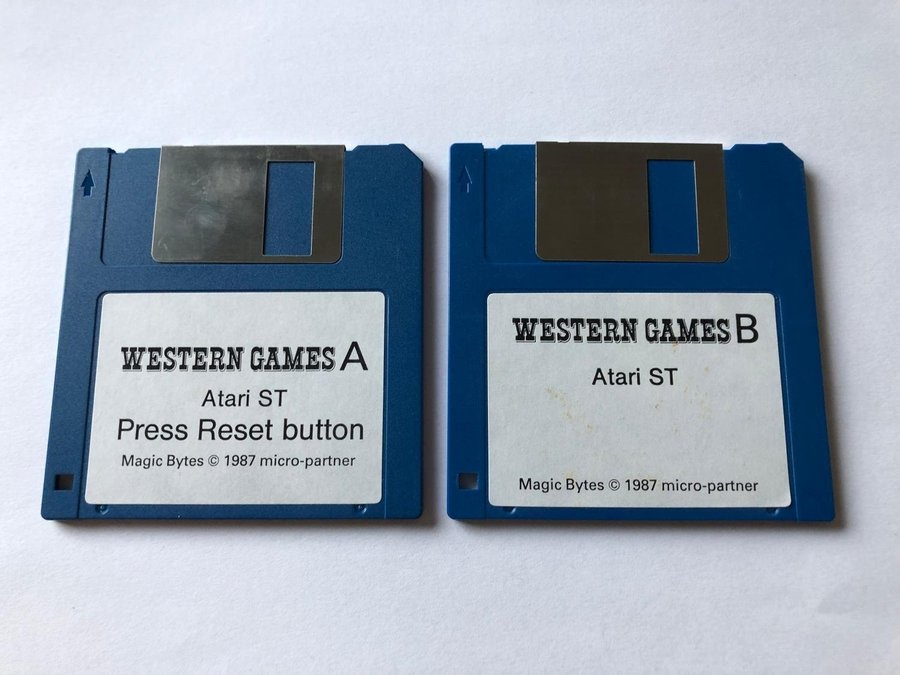 WESTERN GAMES A
Atari ST
Press Reset button
Magic Bytes © 1987 micro-partner
WESTERN GAMES B
Atari ST
Magic Bytes © 1987 micro-partner